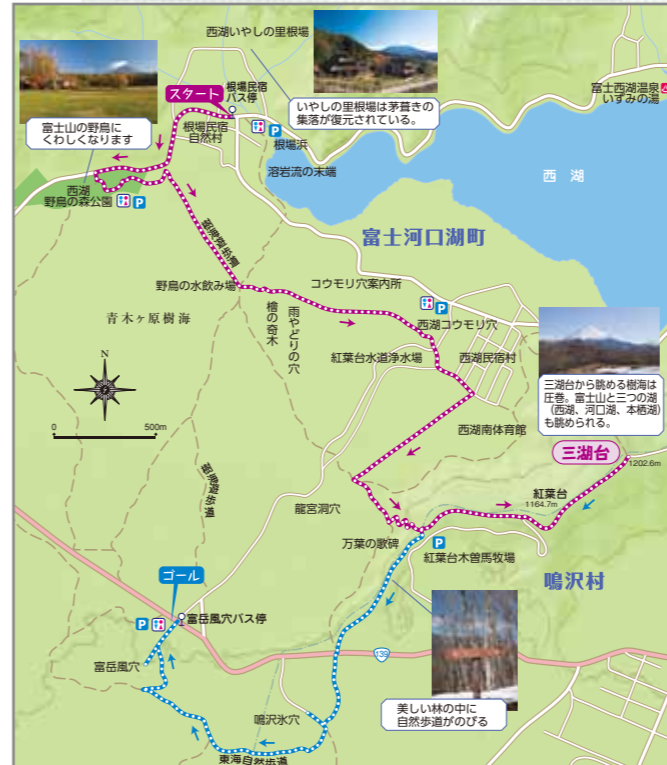 西湖いやしの里根場
富士山の野鳥に
くわしくなります
スタート
根場民宿
バス停
いやしの里根場は茅葺きの
集落が復元されている。
根場民宿
自然村
P
根場浜
溶岩流の末端
富士西湖温泉
いずみの湯
西湖
西湖
野鳥の森公園
P
富士河口湖町
東海自然歩道
野鳥の水飲み場
コウモリ穴案内所
P
西湖コウモリ穴
檜の奇木
雨やどりの穴
青木ヶ原樹海
紅葉台水道浄水場
西湖民宿村
N
0
500m
三湖台から眺める樹海は
圧巻。富士山と三つの湖
(西湖、河口湖、本栖湖)
も眺められる。
西湖南体育館
三湖台
1202.6m
東海自然歩道
龍宮洞穴
紅葉台
1164.7m
万葉の歌碑
P
紅葉台木曽馬牧場
鳴沢村
ゴール
P
富岳風穴バス停
富岳風穴
139
鳴沢氷穴
美しい林の中に
自然歩道がのびる
東海自然歩道